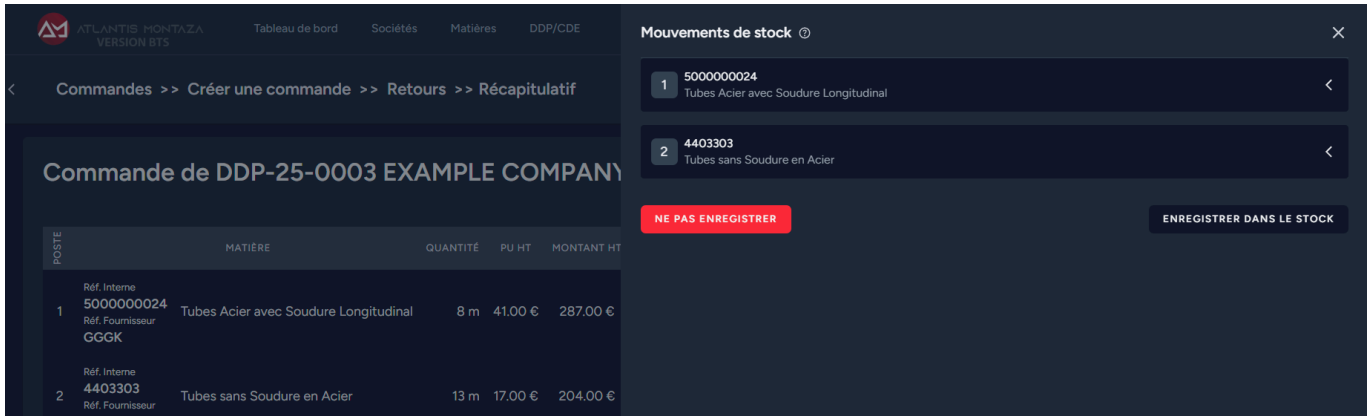 ATLANTIS MONTAZA
VERSION BTS
Tableau de bord
Sociétés
Matières
DDP/CDE
Commandes >> Créer une commande >> Retours >> Récapitulatif
Commande de DDP-25-0003 EXAMPLE COMPANY
POSTE
MATIÈRE
QUANTITÉ
PU HT
MONTANT HT
1
Réf. Interne
5000000024
Réf. Fournisseur
GGGK
Tubes Acier avec Soudure Longitudinal
8 m
41.00 €
287.00 €
2
Réf. Interne
4403303
Réf. Fournisseur
Tubes sans Soudure en Acier
13 m
17.00 €
204.00 €
Mouvements de stock
1
5000000024
Tubes Acier avec Soudure Longitudinal
2
4403303
Tubes sans Soudure en Acier
NE PAS ENREGISTRER
ENREGISTRER DANS LE STOCK